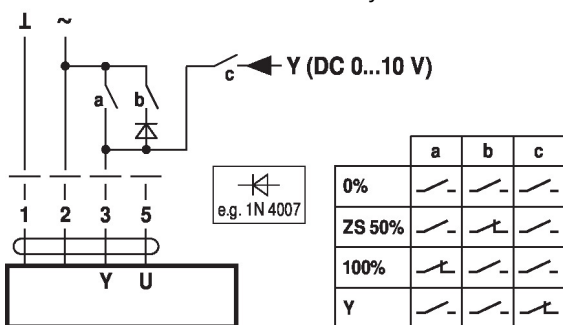 ⊥ ~
a b c Y (DC 0...10 V)
1 2 3 5
Y U
e.g. 1N 4007
a b c
0%
ZS 50%
100%
Y